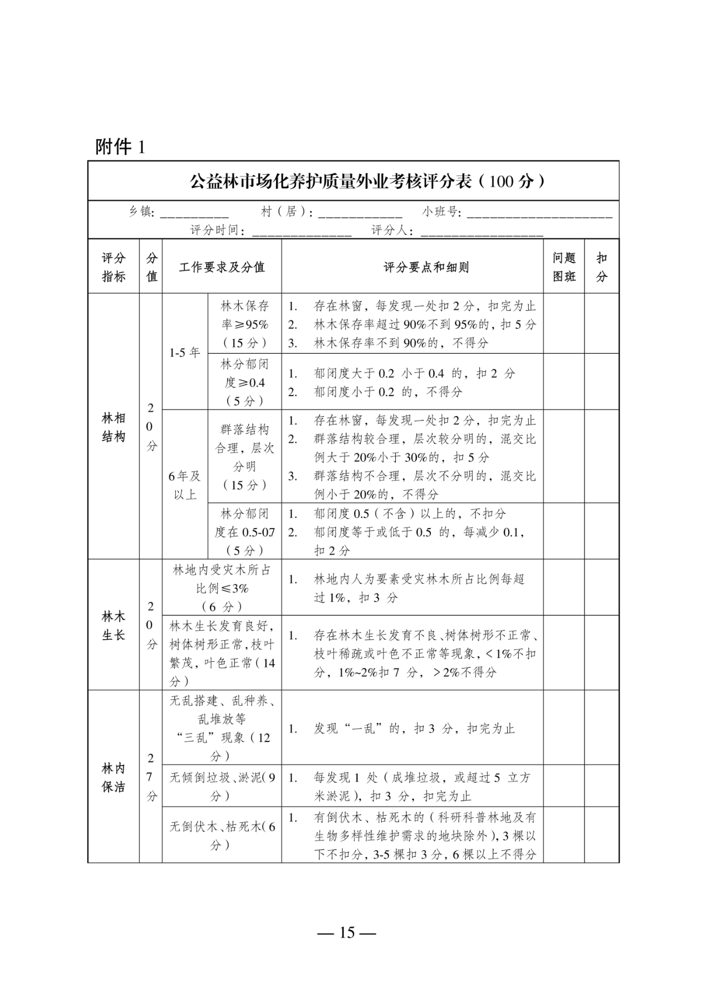 附件 1
公益林市场化养护质量外业考核评分表（100 分）
乡镇: _________ 村（居）: ___________ 小班号: ___________________
评分时间: _____________ 评分人: ________________
评分
指标
分
值
工作要求及分值
评分要点和细则
问题
图斑
扣
分
林相
结构
2
0
分
1-5 年
林木保存
率≥95%
（15 分）
1. 存在林窗，每发现一处扣 2 分，扣完为止
2. 林木保存率超过 90%不到 95%的，扣 5 分
3. 林木保存率不到 90%的，不得分
林分郁闭
度≥0.4
（5 分）
1. 郁闭度大于 0.2 小于 0.4 的，扣 2 分
2. 郁闭度小于 0.2 的，不得分
6 年及
以上
群落结构
合理，层次
分明
（15 分）
1. 存在林窗，每发现一处扣 2 分，扣完为止
2. 群落结构较合理，层次较分明的，混交比
例大于 20%小于 30%的，扣 5 分
3. 群落结构不合理，层次不分明的，混交比
例小于 20%的，不得分
林分郁闭
度在 0.5-0.7
（5 分）
1. 郁闭度 0.5（不含）以上的，不扣分
2. 郁闭度等于或低于 0.5 的，每减少 0.1，
扣 2 分
林木
生长
2
0
分
林地内受灾木所占
比例≤3%
（6 分）
1. 林地内人为要素受灾林木所占比例每超
过 1%，扣 3 分
林木生长发育良好，
树体树形正常，枝叶
繁茂，叶色正常（14
分）
1. 存在林木生长发育不良、树体树形不正常、
枝叶稀疏或叶色不正常等现象，＜1%不扣
分，1%~2%扣 7 分，＞2%不得分
林内
保洁
2
7
分
无乱搭建、乱种养、
乱堆放等
“三乱”现象（12
分）
1. 发现“一乱”的，扣 3 分，扣完为止
无倾倒垃圾、淤泥（9
分）
1. 每发现 1 处（成堆垃圾，或超过 5 立方
米淤泥），扣 3 分，扣完为止
无倒伏木、枯死木（6
分）
1. 有倒伏木、枯死木的（科研科普林地及有
生物多样性维护需求的地块除外），3 棵以
下不扣分，3-5 棵扣 3 分，6 棵以上不得分
— 15 —